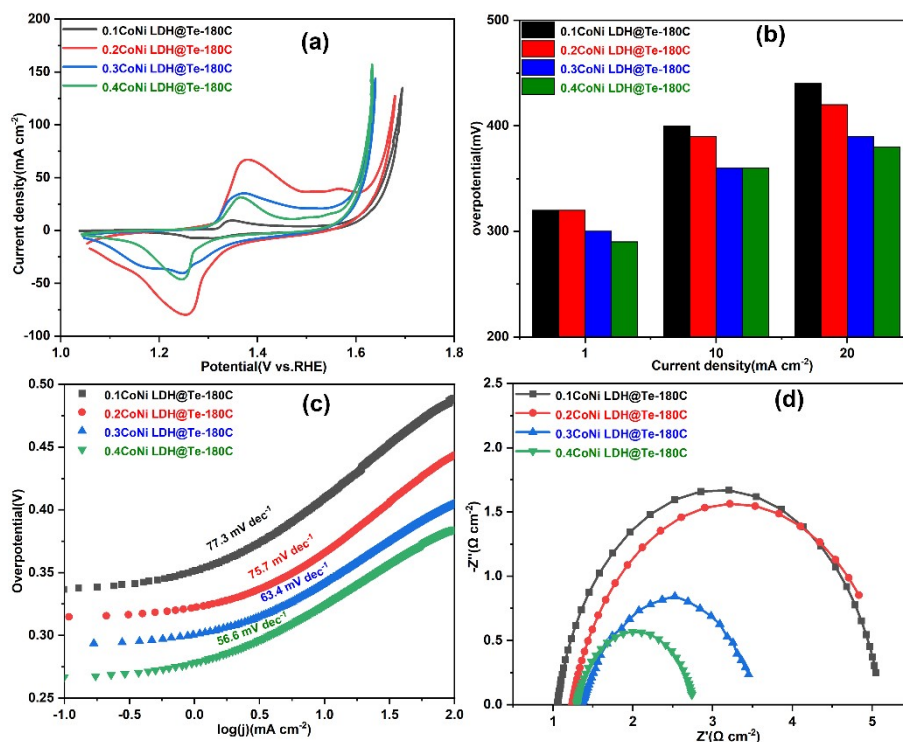 (a)
0.1CoNi LDH@Te-180C
0.2CoNi LDH@Te-180C
0.3CoNi LDH@Te-180C
0.4CoNi LDH@Te-180C
Current density(mA cm⁻²)
200
150
100
50
0
-50
-100
1.0 1.2 1.4 1.6 1.8
Potential(V vs.RHE)
(b)
0.1CoNi LDH@Te-180C
0.2CoNi LDH@Te-180C
0.3CoNi LDH@Te-180C
0.4CoNi LDH@Te-180C
overpotential(mV)
500
400
300
200
1 10 20
Current density(mA cm⁻²)
(c)
0.1CoNi LDH@Te-180C
0.2CoNi LDH@Te-180C
0.3CoNi LDH@Te-180C
0.4CoNi LDH@Te-180C
77.3 mV dec⁻¹
75.7 mV dec⁻¹
63.4 mV dec⁻¹
56.6 mV dec⁻¹
Overpotential(V)
0.50
0.45
0.40
0.35
0.30
0.25
-1.0 -0.5 0.0 0.5 1.0 1.5 2.0
log(j)(mA cm⁻²)
(d)
0.1CoNi LDH@Te-180C
0.2CoNi LDH@Te-180C
0.3CoNi LDH@Te-180C
0.4CoNi LDH@Te-180C
-Z''(Ω cm⁻²)
-2.5
-2.0
-1.5
-1.0
-0.5
0.0
1 2 3 4 5
Z'(Ω cm⁻²)